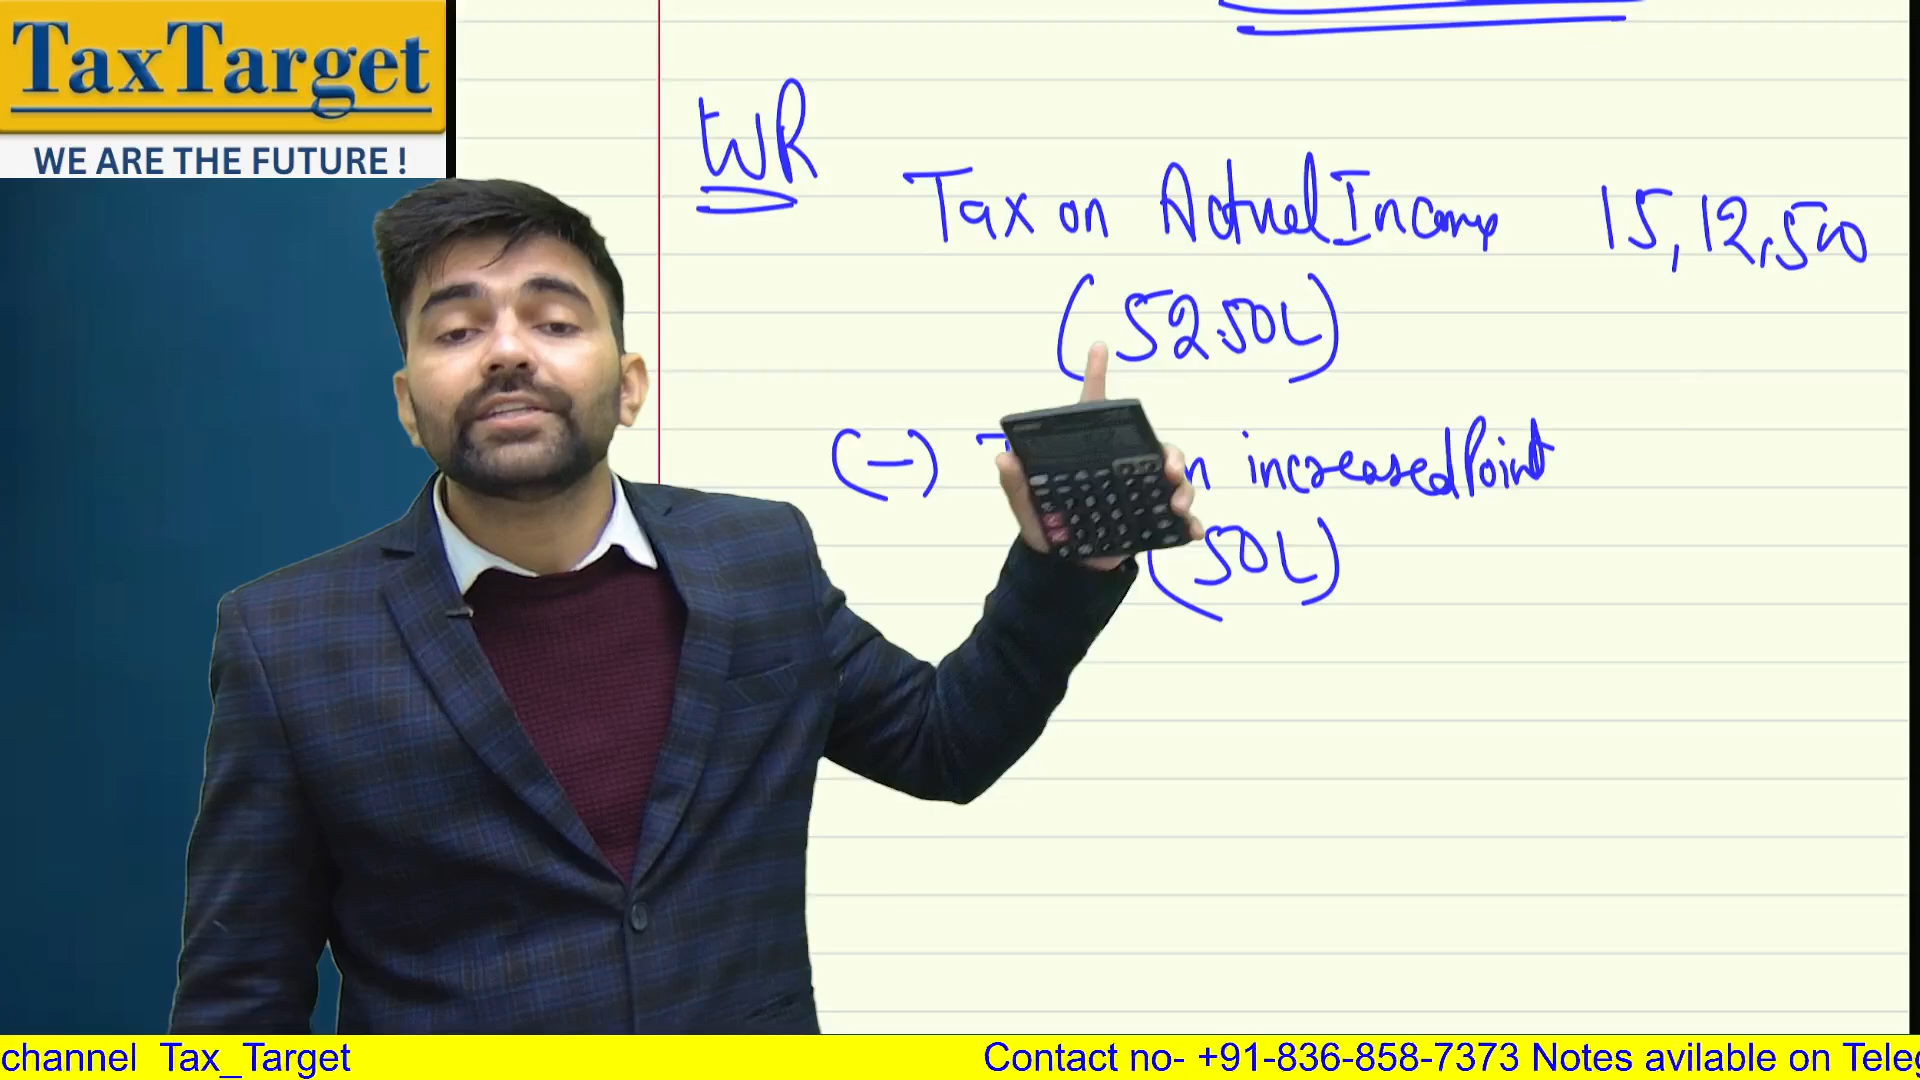 TaxTarget
WE ARE THE FUTURE !
WR
Tax on Actual Income 15,12,500
(52.50L)
(-) increased Point
(50L)
channel Tax_Target
Contact no- +91-836-858-7373 Notes avilable on Teleg